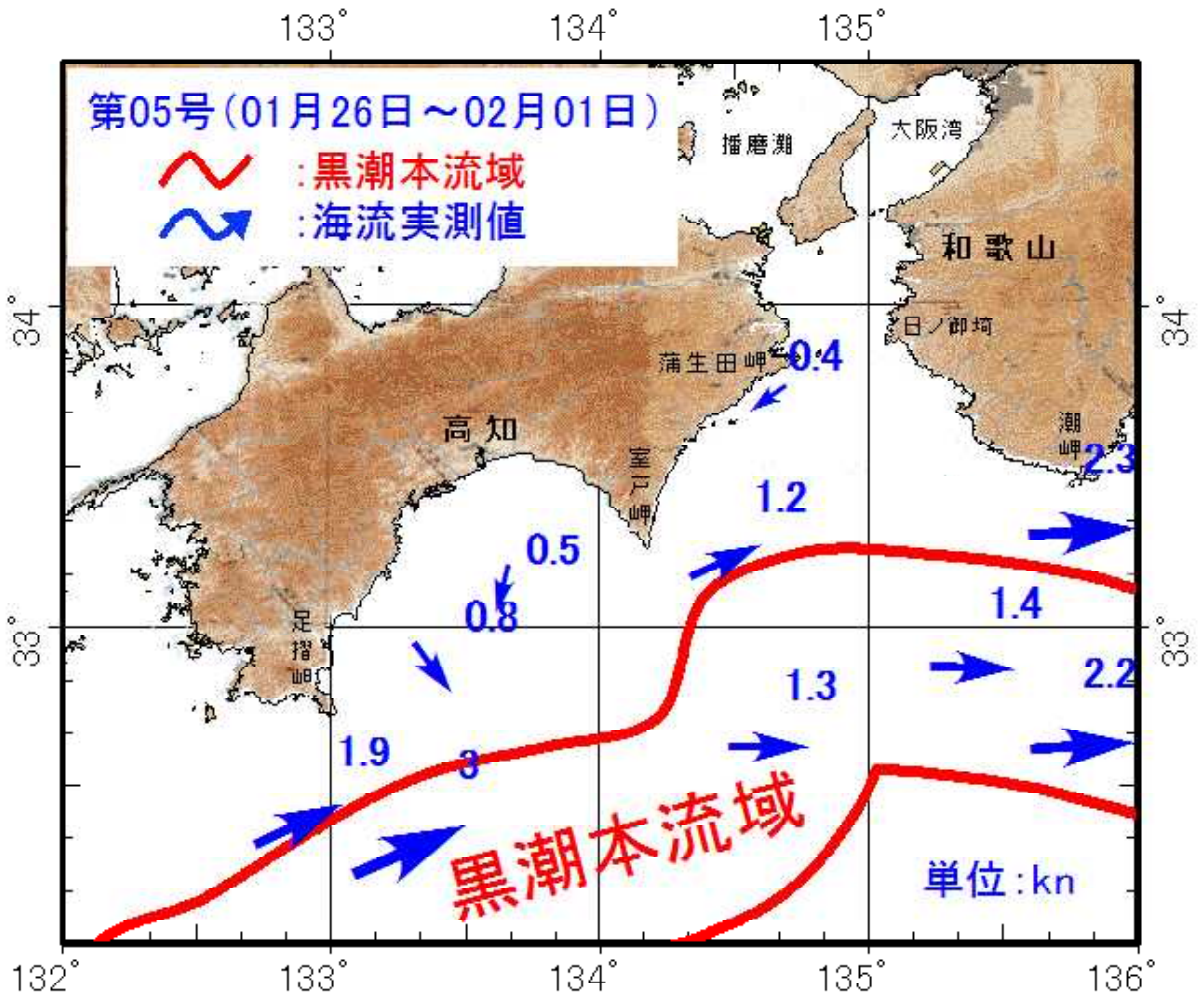 133°
134°
135°
第05号(01月26日～02月01日)
:黒潮本流域
:海流実測値
播磨灘
大阪湾
和歌山
34°
34°
日ノ御埼
蒲生田岬
0.4
高知
室戸岬
潮岬
2.3
1.2
0.5
0.8
1.4
足摺岬
33°
33°
2.2
1.3
1.9
3
黒潮本流域
単位:kn
132°
133°
134°
135°
136°